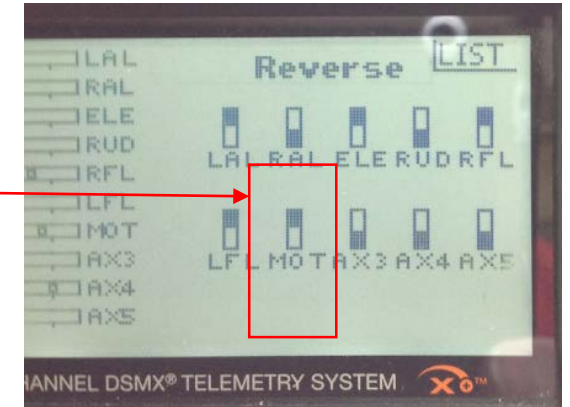 LAL
RAL
ELE
RUD
RFL
LFL
MOT
AX3
AX4
AX5
Reverse LIST
LAL RAL ELE RUD RFL
LFL MOT AX3 AX4 AX5
HANNEL DSMX® TELEMETRY SYSTEM X+™